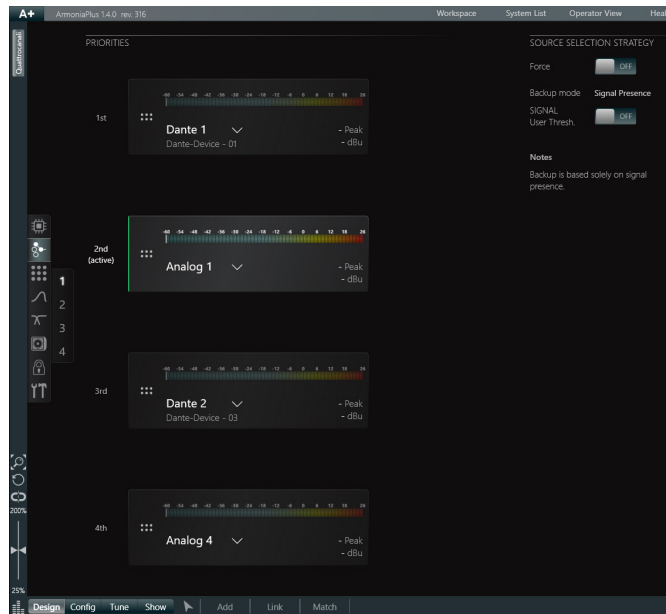 A+ ArmoníaPlus 1.4.0 rev. 316 Workspace System List Operator View Heal
Quattrocanali
PRIORITIES
SOURCE SELECTION STRATEGY
Force OFF
Backup mode Signal Presence
SIGNAL
User Thresh. OFF
Notes
Backup is based solely on signal
presence.
1st
-60 -54 -48 -42 -36 -30 -24 -18 -12 -6 0 6 12 18 26
Dante 1 - Peak
Dante-Device - 01 - dBu
2nd
(active)
-60 -54 -48 -42 -36 -30 -24 -18 -12 -6 0 6 12 18 26
Analog 1 - Peak
- dBu
1
2
3
4
3rd
-60 -54 -48 -42 -36 -30 -24 -18 -12 -6 0 6 12 18 26
Dante 2 - Peak
Dante-Device - 03 - dBu
4th
-60 -54 -48 -42 -36 -30 -24 -18 -12 -6 0 6 12 18 26
Analog 4 - Peak
- dBu
200%
25%
Design Config Tune Show Add Link Match